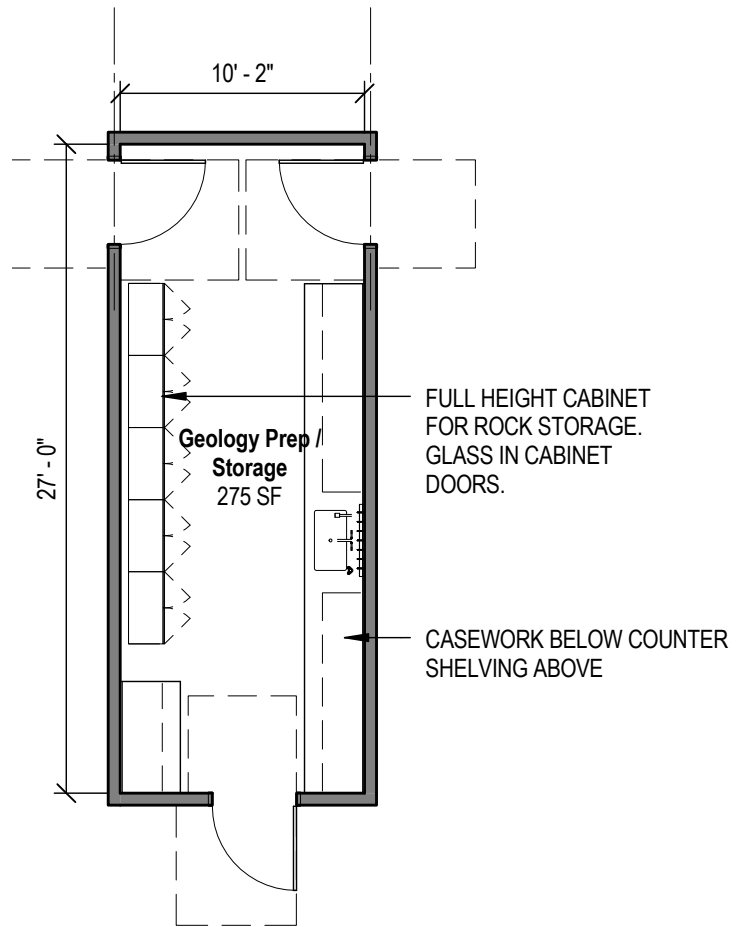 10' - 2"
27' - 0"
FULL HEIGHT CABINET
FOR ROCK STORAGE.
GLASS IN CABINET
DOORS.
Geology Prep /
Storage
275 SF
CASEWORK BELOW COUNTER
SHELVING ABOVE